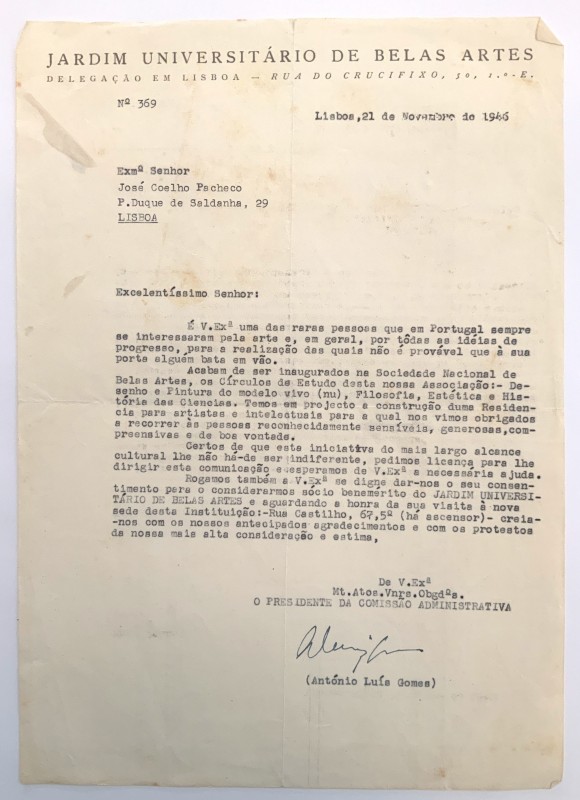 JARDIM UNIVERSITÁRIO DE BELAS ARTES
DELEGAÇÃO EM LISBOA — RUA DO CRUCIFIXO, 50, 1.º-E.
Nº 369
Lisboa,21 de Novembro de 1946
Exmº Senhor
José Coelho Pacheco
P.Duque de Saldanha, 29
LISBOA
Excelentíssimo Senhor:
É V.Exª uma das raras pessoas que em Portugal sempre
se interessaram pela arte e, em geral, por tôdas as idéias de
progresso, para a realização das quais não é provável que à sua
porta alguém bata em vão.
Acabam de ser inaugurados na Sociedade Nacional de
Belas Artes, os Círculos de Estudo desta nossa Associação:- De-
senho e Pintura do modelo vivo (nu), Filosofia, Estética e His-
tória das Ciencias. Temos em projecto a construção duma Residen-
cia para artistas e intelectuais para a qual nos vimos obrigados
a recorrer às pessoas reconhecidamente sensíveis, generosas,com-
preensivas e de boa vontade.
Certos de que esta iniciativa do mais largo alcance
cultural lhe não há-de ser indiferente, pedimos licença para lhe
dirigir esta comunicação e esperamos de V.Exª a necessária ajuda.
Rogamos também a V.Exª se digne dar-nos o seu consen-
timento para o considerarmos sócio benemérito do JARDIM UNIVERSI-
TÁRIO DE BELAS ARTES e aguardando a honra da sua visita à nova
sede desta Instituição:-Rua Castilho, 67,5º (há ascensor)- creia-
-nos com os nossos antecipados agradecimentos e com os protestos
da nossa mais alta consideração e estima,
De V.Exª
Mt.Atos.Vnrs.Obgdºs.
O PRESIDENTE DA COMISSÃO ADMINISTRATIVA
(António Luís Gomes)